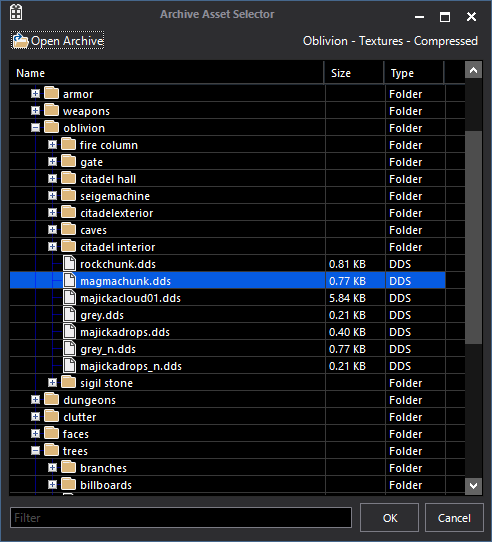 Archive Asset Selector
Open Archive Oblivion - Textures - Compressed
Name Size Type
armor Folder
weapons Folder
oblivion Folder
fire column Folder
gate Folder
citadel hall Folder
seigemachine Folder
citadelexterior Folder
caves Folder
citadel interior Folder
rockchunk.dds 0.81 KB DDS
magmachunk.dds 0.77 KB DDS
majickacloud01.dds 5.84 KB DDS
grey.dds 0.21 KB DDS
majickadrops.dds 0.40 KB DDS
grey_n.dds 0.77 KB DDS
majickadrops_n.dds 0.21 KB DDS
sigil stone Folder
dungeons Folder
clutter Folder
faces Folder
trees Folder
branches Folder
billboards Folder
Filter OK Cancel